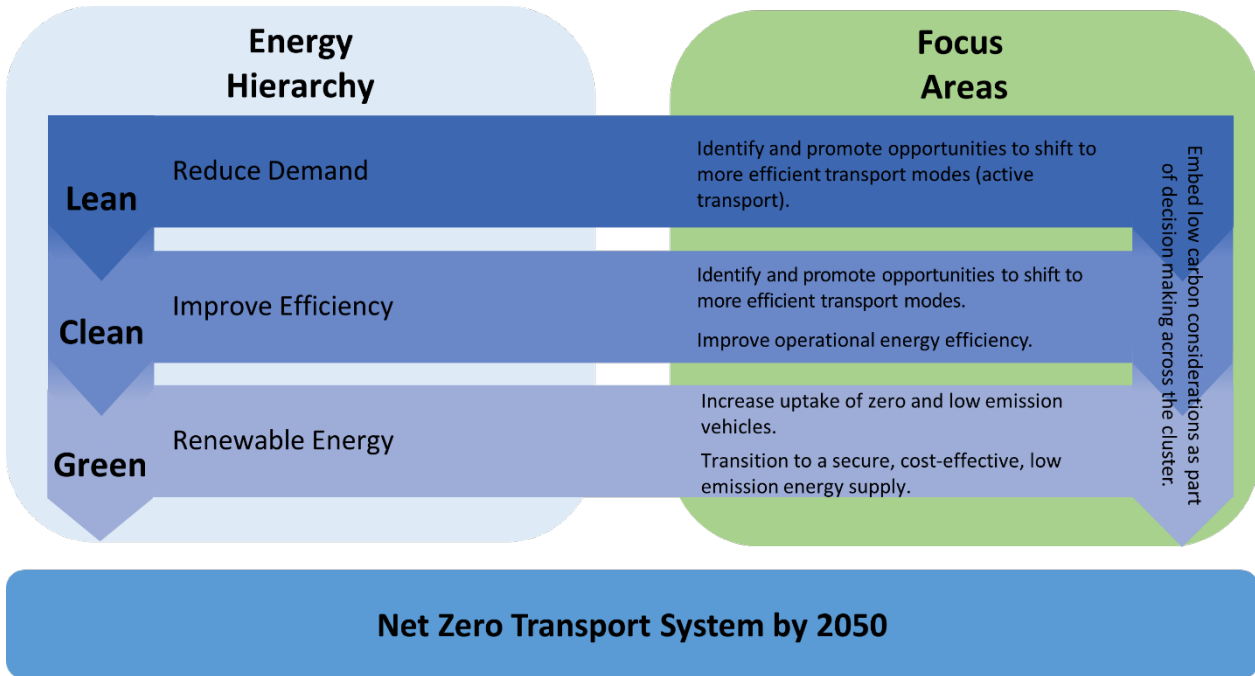 Energy
Hierarchy
Focus
Areas
Lean
Reduce Demand
Identify and promote opportunities to shift to
more efficient transport modes (active
transport).
Clean
Improve Efficiency
Identify and promote opportunities to shift to
more efficient transport modes.
Improve operational energy efficiency.
Green
Renewable Energy
Increase uptake of zero and low emission
vehicles.
Transition to a secure, cost-effective, low
emission energy supply.
Embed low carbon considerations as part
of decision making across the cluster.
Net Zero Transport System by 2050